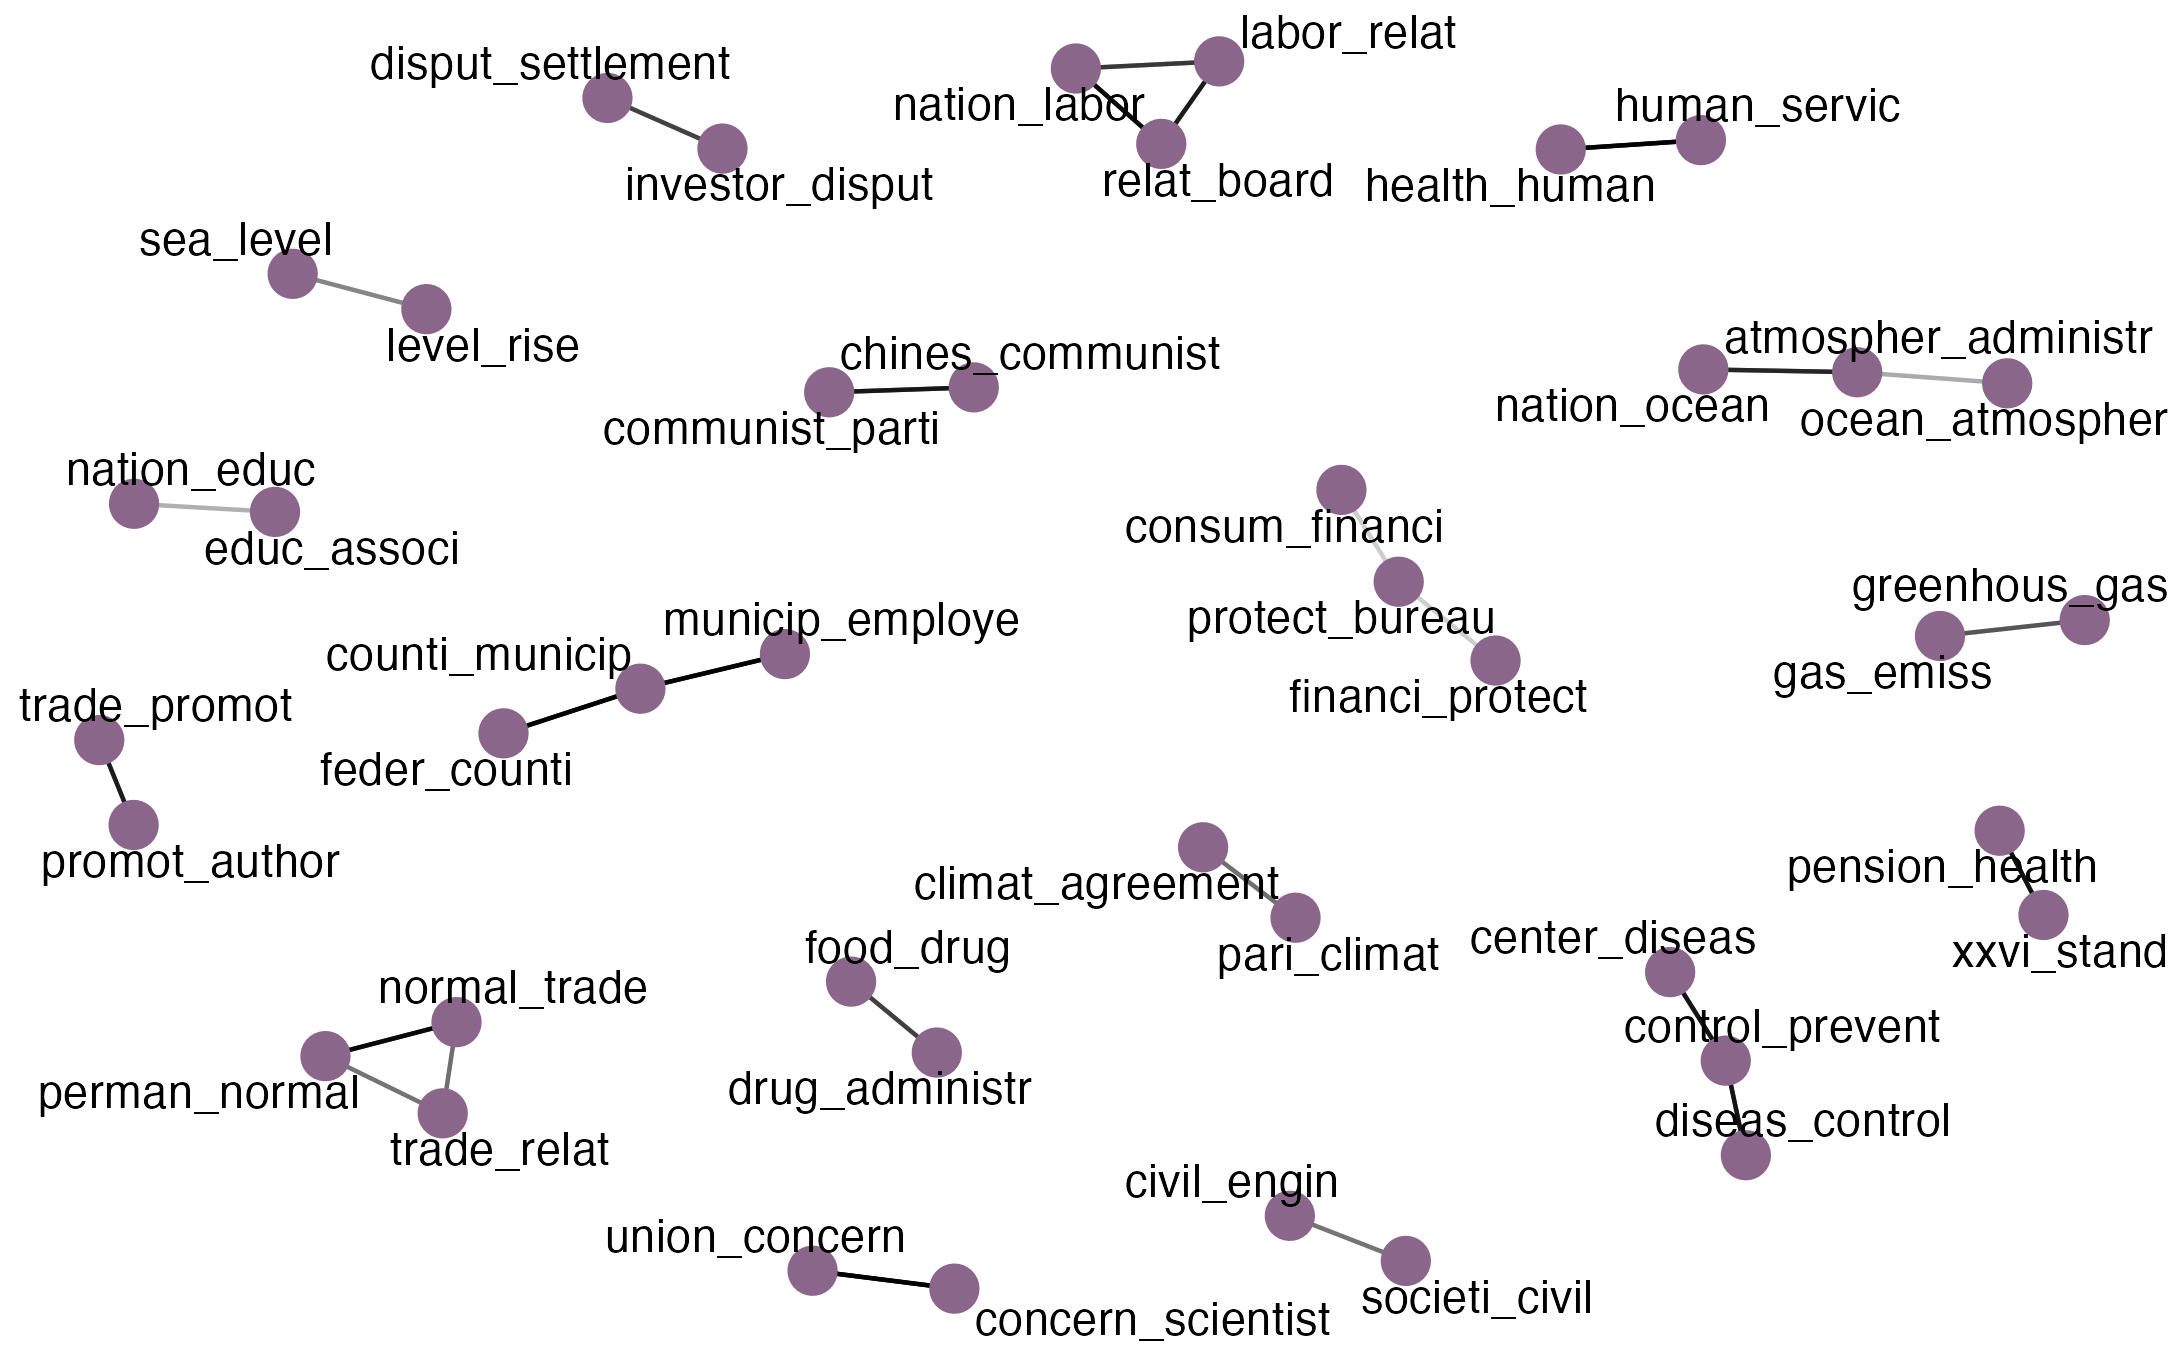 labor_relat
disput_settlement
nation_labor
human_servic
relat_board
investor_disput
health_human
sea_level
level_rise
atmospher_administr
chines_communist
nation_ocean
ocean_atmospher
communist_parti
nation_educ
consum_financi
educ_associ
greenhous_gas
municip_employe
protect_bureau
counti_municip
gas_emiss
financi_protect
trade_promot
feder_counti
promot_author
pension_health
climat_agreement
center_diseas
food_drug
xxvi_stand
pari_climat
normal_trade
control_prevent
drug_administr
perman_normal
diseas_control
trade_relat
civil_engin
union_concern
societi_civil
concern_scientist